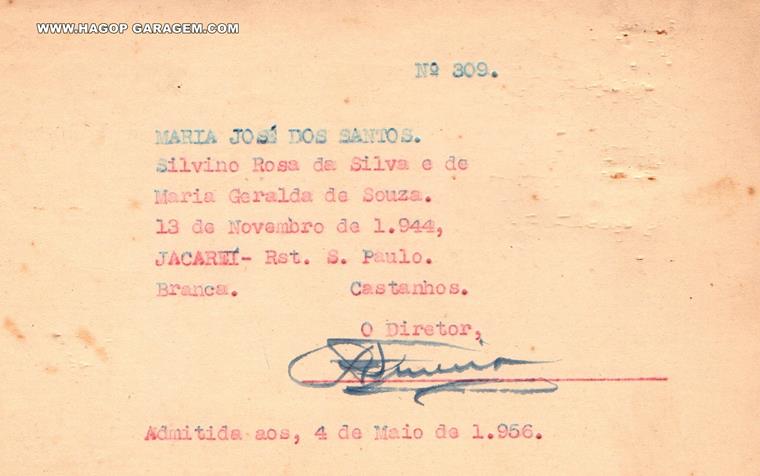 WWW.HAGOP GARAGEM.COM
Nº 309.
MARIA JOSÉ DOS SANTOS.
Silvino Rosa da Silva e de
Maria Geralda de Souza.
13 de Novembro de 1.944,
JACAREÍ- Rst. S. Paulo.
Branca. Castanhos.
O Diretor,
Admitida aos, 4 de Maio de 1.956.